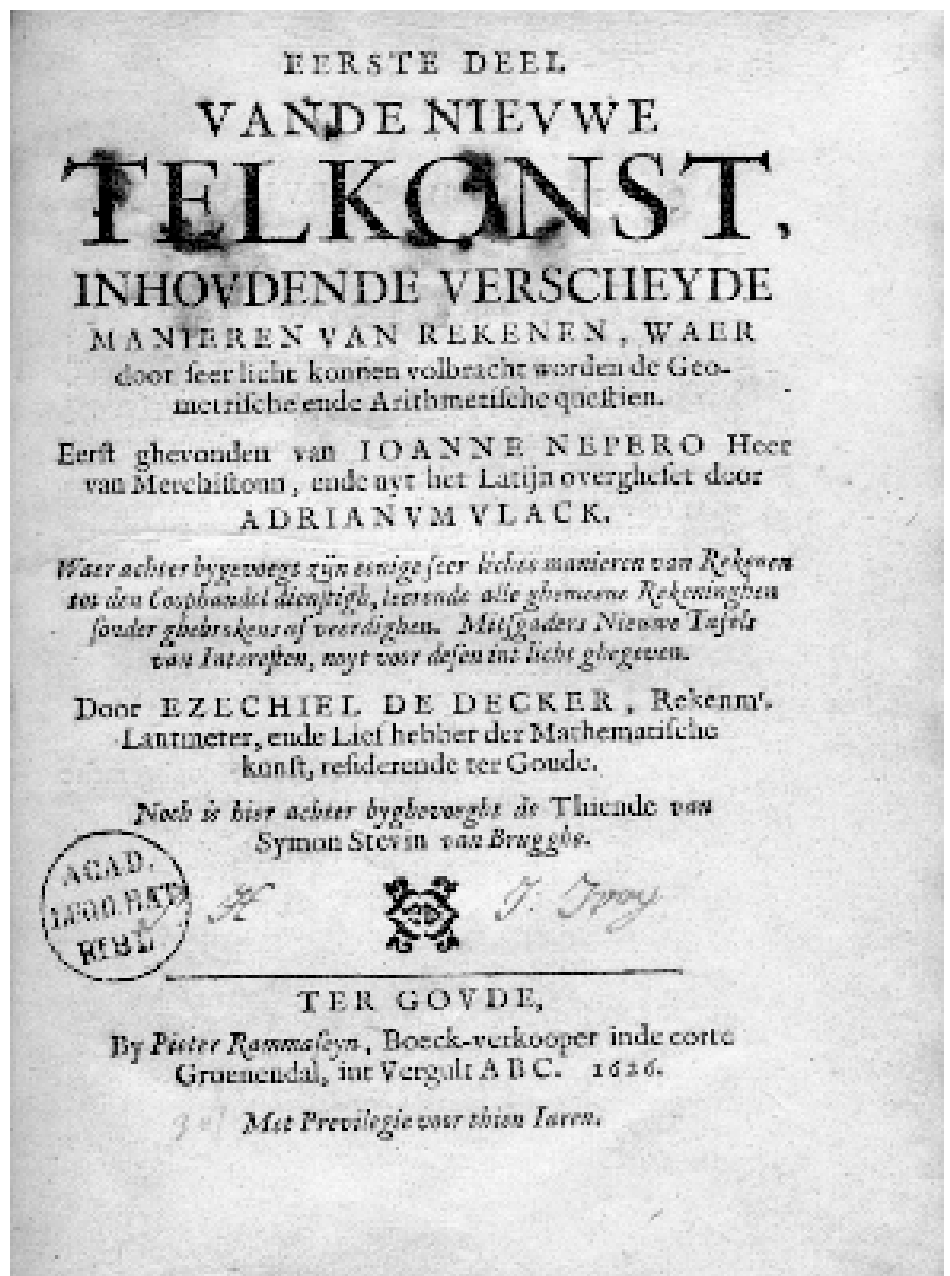 EERSTE DEEL
VANDE NIEVWE
TELKONST,
INHOVDENDE VERSCHEYDE
MANIEREN VAN REKENEN, WAER
door seer licht konnen volbracht worden de Geo-
metrische ende Arithmetische questien.
Eerst ghevonden van IOANNE NEPERO Heer
van Merchistoun, ende uyt het Latijn overgheset door
ADRIANVM VLACK.
Waer achter bygevoegt zijn eenige seer lichte manieren van Rekenen
tot den Coophandel dienstigh, leerende alle ghemeene Rekeninghen
sonder ghebrokens af veerdighen. Mitsgaders Nieuwe Tafels
van Interesten, noyt voor desen int licht ghegeven.
Door EZECHIEL DE DECKER, Rekenmr.
Lantmeter, ende Lief hebber der Mathematische
konst, residerende ter Goude.
Noch is hier achter byghevoeght de Thiende van
Symon Stevin van Brugghe.
ACAD.
LUGD. BAT
BIBL.
TER GOVDE,
By Pieter Rammaseyn, Boeck-verkooper inde corte
Groenendal, int Vergult A B C. 1626.
Met Previlegie voor thien Iaren.